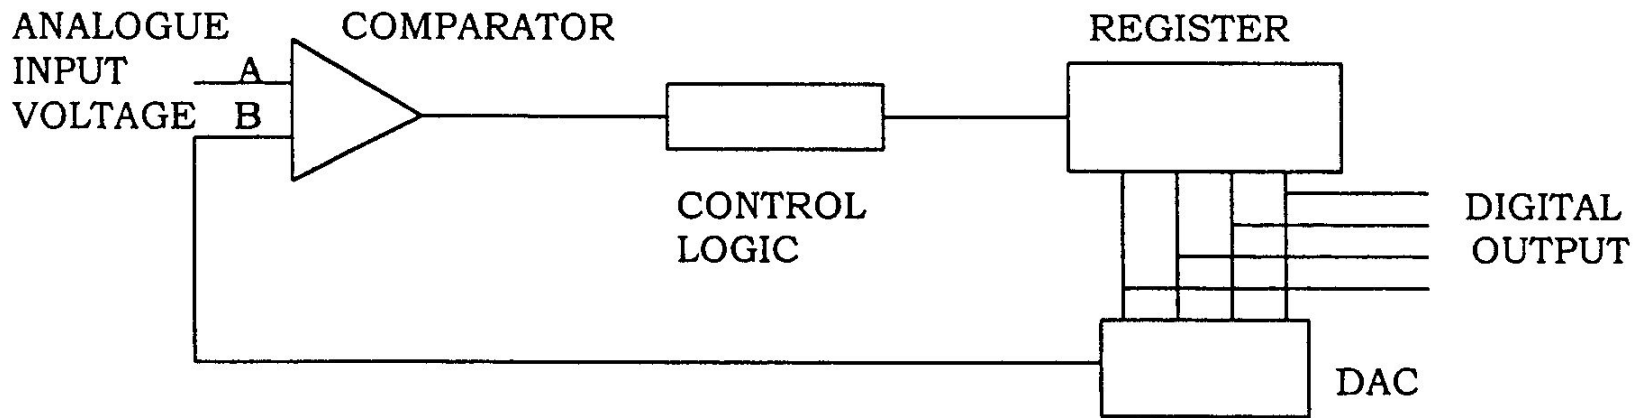 ANALOGUE
INPUT
VOLTAGE
A
B
COMPARATOR
CONTROL
LOGIC
REGISTER
DIGITAL
OUTPUT
DAC